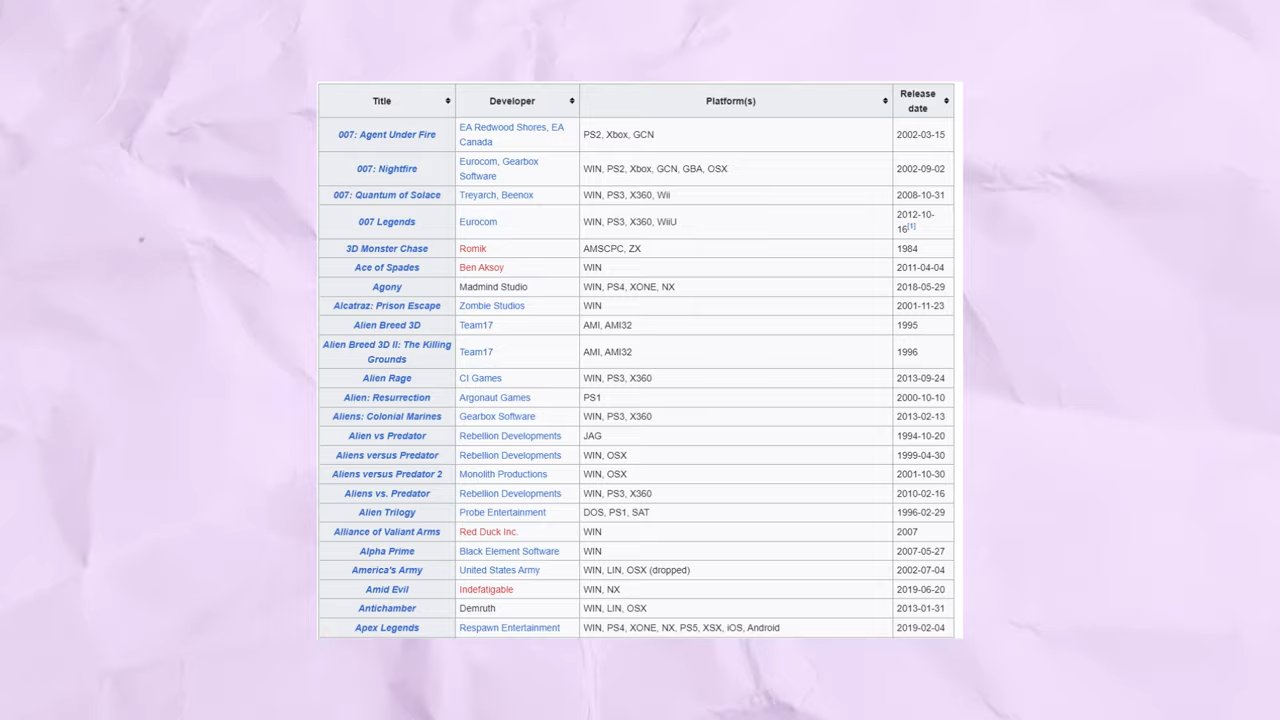 Title Developer Platform(s) Release date
007: Agent Under Fire EA Redwood Shores, EA Canada PS2, Xbox, GCN 2002-03-15
007: Nightfire Eurocom, Gearbox Software WIN, PS2, Xbox, GCN, GBA, OSX 2002-09-02
007: Quantum of Solace Treyarch, Beenox WIN, PS3, X360, Wii 2008-10-31
007 Legends Eurocom WIN, PS3, X360, WiiU 2012-10-16[1]
3D Monster Chase Romik AMSCPC, ZX 1984
Ace of Spades Ben Aksoy WIN 2011-04-04
Agony Madmind Studio WIN, PS4, XONE, NX 2018-05-29
Alcatraz: Prison Escape Zombie Studios WIN 2001-11-23
Alien Breed 3D Team17 AMI, AMI32 1995
Alien Breed 3D II: The Killing Grounds Team17 AMI, AMI32 1996
Alien Rage CI Games WIN, PS3, X360 2013-09-24
Alien: Resurrection Argonaut Games PS1 2000-10-10
Aliens: Colonial Marines Gearbox Software WIN, PS3, X360 2013-02-13
Alien vs Predator Rebellion Developments JAG 1994-10-20
Aliens versus Predator Rebellion Developments WIN, OSX 1999-04-30
Aliens versus Predator 2 Monolith Productions WIN, OSX 2001-10-30
Aliens vs. Predator Rebellion Developments WIN, PS3, X360 2010-02-16
Alien Trilogy Probe Entertainment DOS, PS1, SAT 1996-02-29
Alliance of Valiant Arms Red Duck Inc. WIN 2007
Alpha Prime Black Element Software WIN 2007-05-27
America's Army United States Army WIN, LIN, OSX (dropped) 2002-07-04
Amid Evil Indefatigable WIN, NX 2019-06-20
Antichamber Demruth WIN, LIN, OSX 2013-01-31
Apex Legends Respawn Entertainment WIN, PS4, XONE, NX, PS5, XSX, iOS, Android 2019-02-04